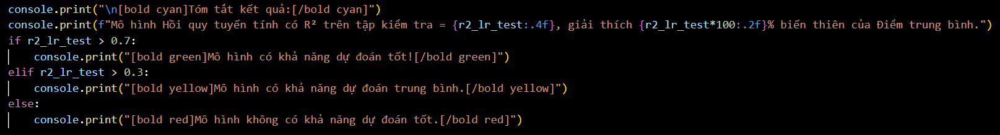 console.print("\n[bold cyan]Tóm tắt kết quả:[/bold cyan]")
console.print(f"Mô hình Hồi quy tuyến tính có R² trên tập kiểm tra = {r2_lr_test:.4f}, giải thích {r2_lr_test*100:.2f}% biến thiên của Điểm trung bình.")
if r2_lr_test > 0.7:
    console.print("[bold green]Mô hình có khả năng dự đoán tốt![/bold green]")
elif r2_lr_test > 0.3:
    console.print("[bold yellow]Mô hình có khả năng dự đoán trung bình.[/bold yellow]")
else:
    console.print("[bold red]Mô hình không có khả năng dự đoán tốt.[/bold red]")